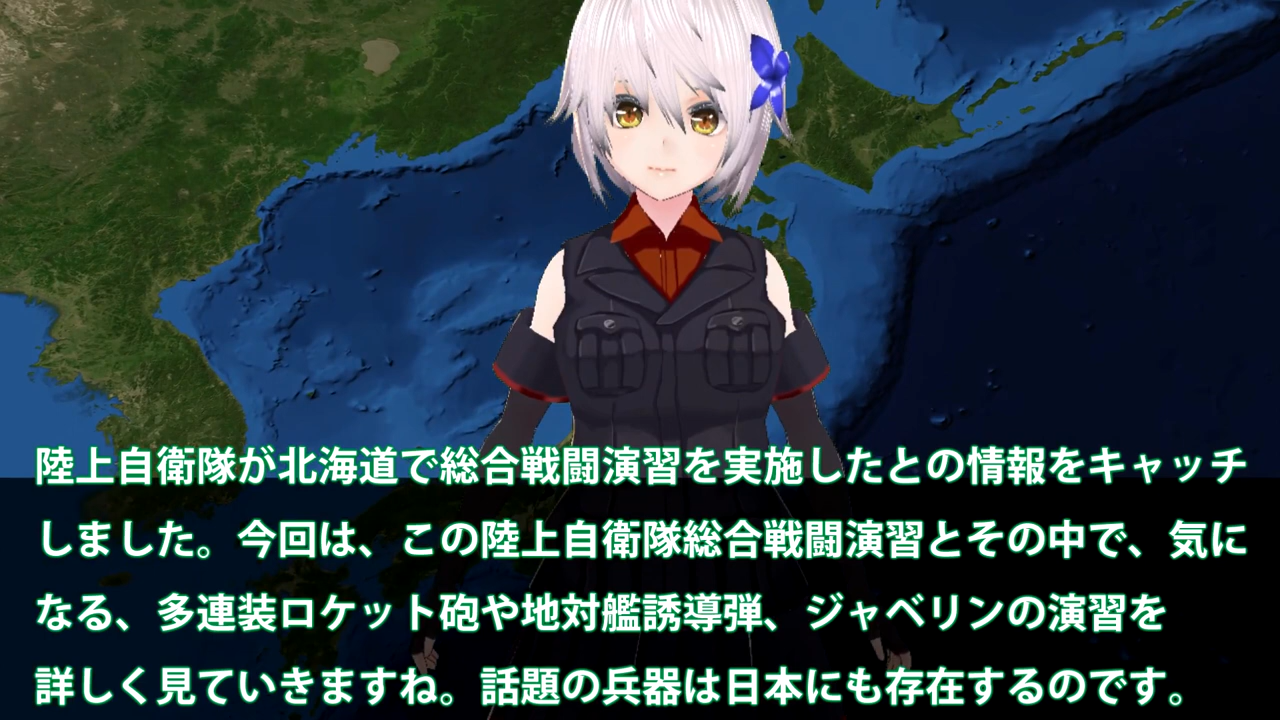 陸上自衛隊が北海道で総合戦闘演習を実施したとの情報をキャッチ
しました。今回は、この陸上自衛隊総合戦闘演習とその中で、気に
なる、多連装ロケット砲や地対艦誘導弾、ジャベリンの演習を
詳しく見ていきますね。話題の兵器は日本にも存在するのです。